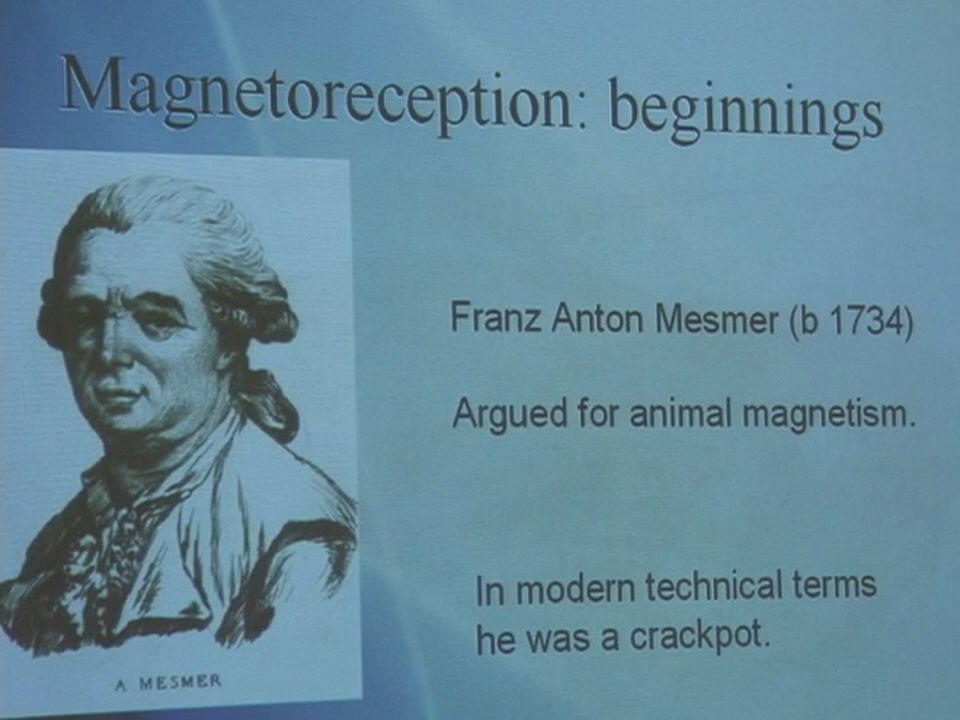 Magnetoreception: beginnings
Franz Anton Mesmer (b 1734)
Argued for animal magnetism.
In modern technical terms
he was a crackpot.
A MESMER